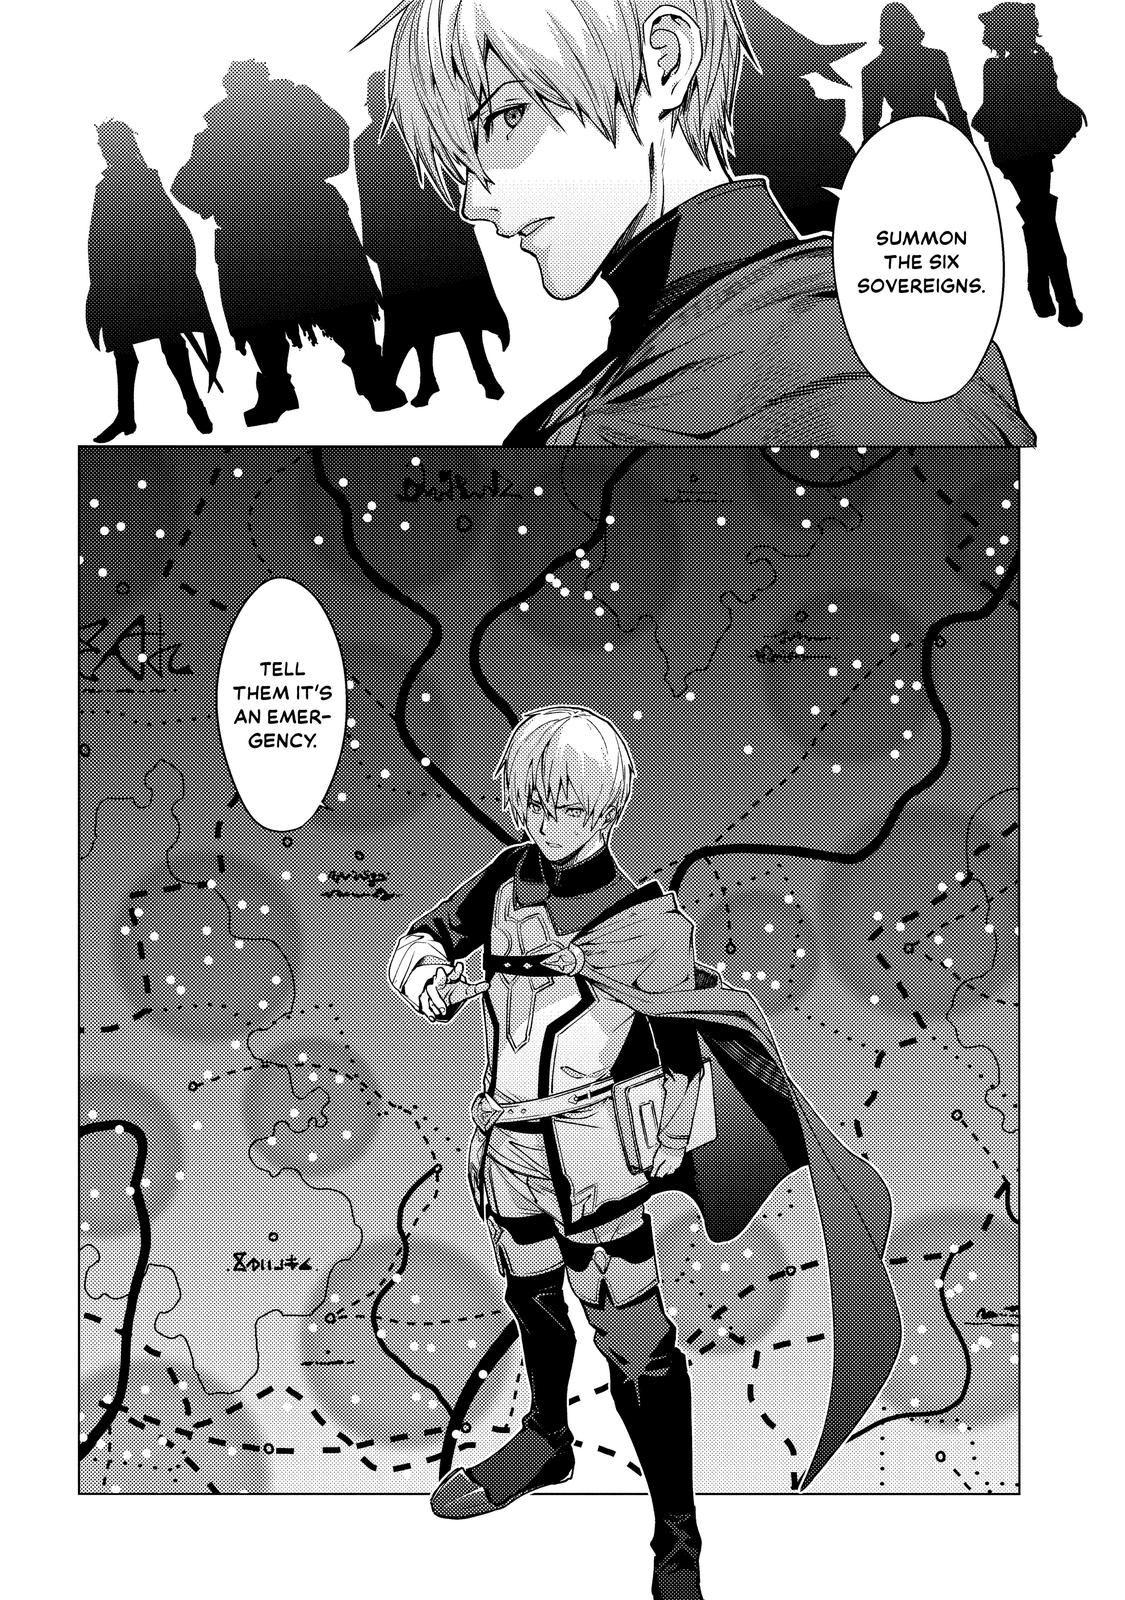 SUMMON
THE SIX
SOVEREIGNS.
TELL
THEM IT'S
AN EMER-
GENCY.